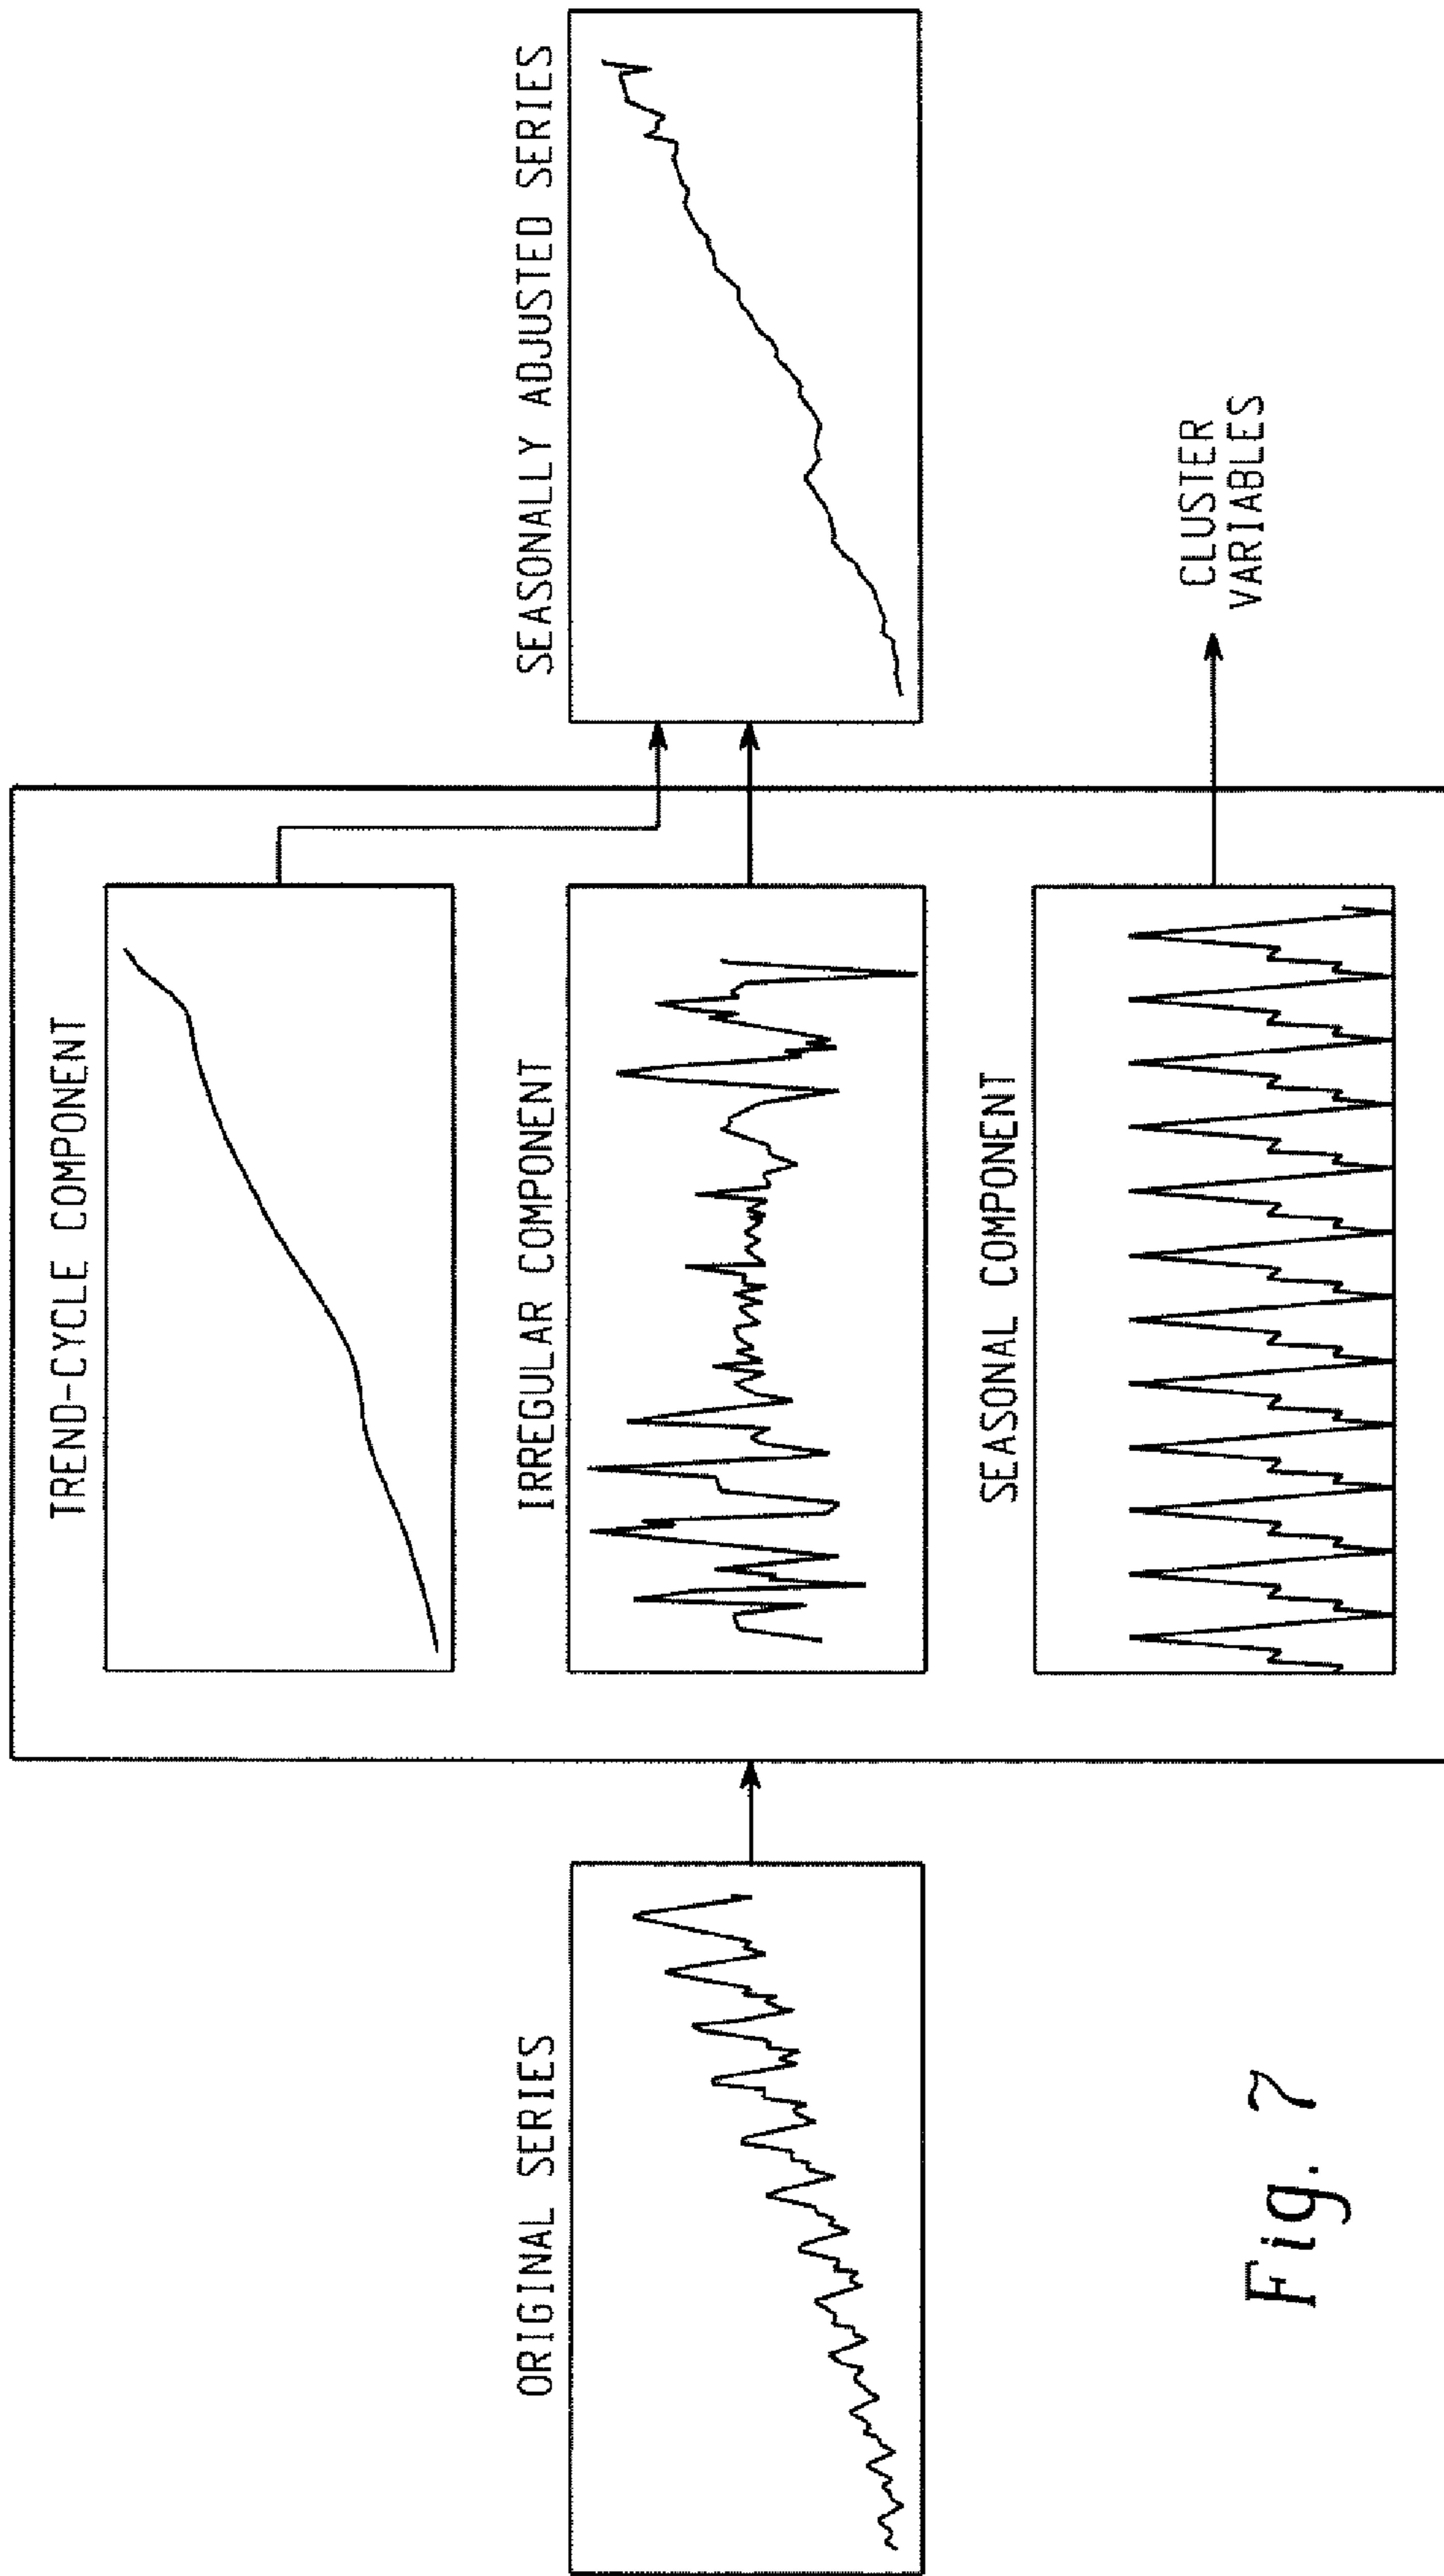 ORIGINAL SERIES
TREND-CYCLE COMPONENT
IRREGULAR COMPONENT
SEASONAL COMPONENT
SEASONALLY ADJUSTED SERIES
CLUSTER
VARIABLES
Fig. 7